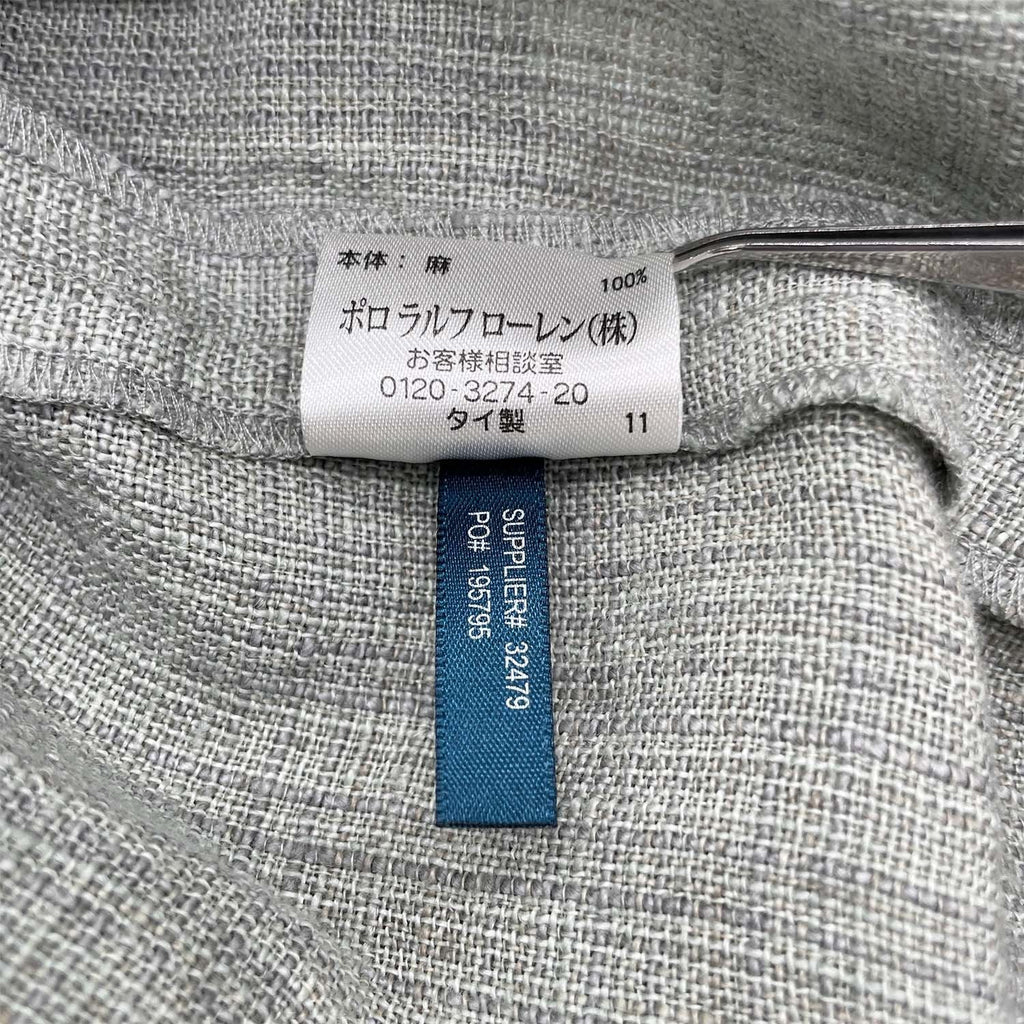 本体: 麻 100%
ポロ ラルフ ローレン(株)
お客様相談室
0120-3274-20
タイ製 11
SUPPLIER# 32479
PO# 195795